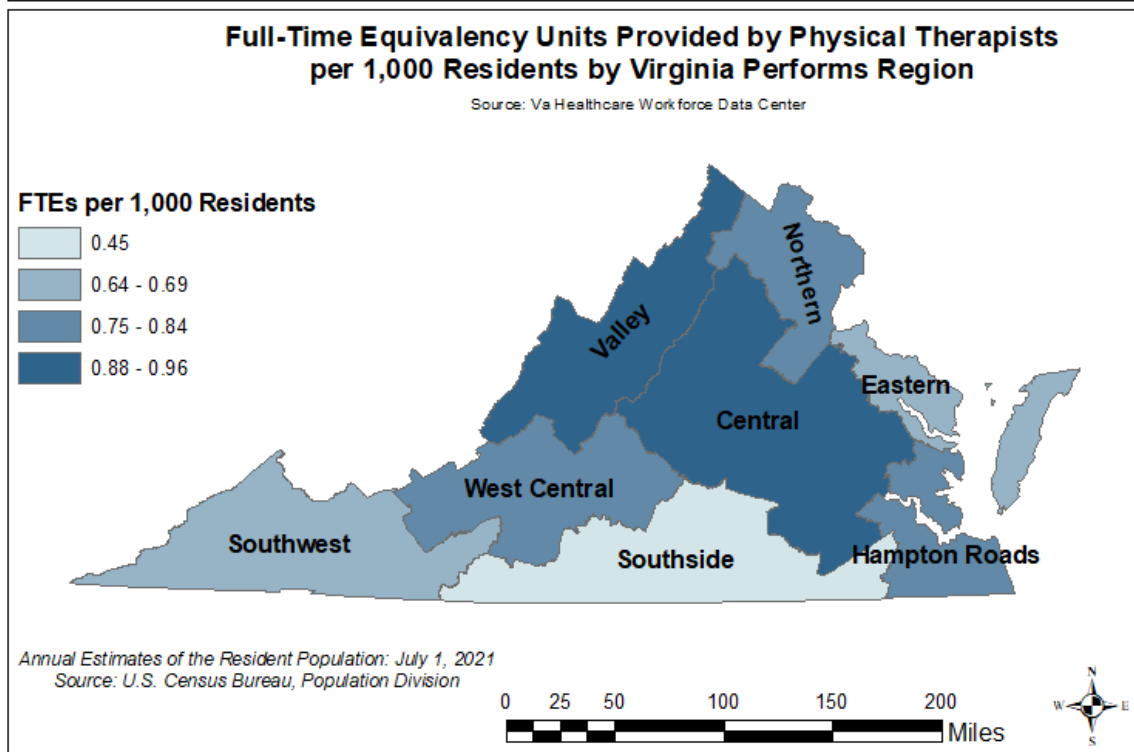 Full-Time Equivalency Units Provided by Physical Therapists
per 1,000 Residents by Virginia Performs Region
Source: Va Healthcare Workforce Data Center
FTEs per 1,000 Residents
0.45
0.64 - 0.69
0.75 - 0.84
0.88 - 0.96
Northern
Valley
Eastern
Central
West Central
Southwest
Southside
Hampton Roads
Annual Estimates of the Resident Population: July 1, 2021
Source: U.S. Census Bureau, Population Division
0 25 50 100 150 200
Miles
N
W E
S